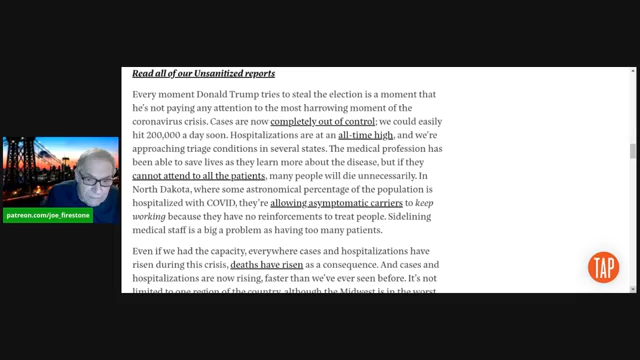 Read all of our Unsanitized reports
Every moment Donald Trump tries to steal the election is a moment that
he's not paying any attention to the most harrowing moment of the
coronavirus crisis. Cases are now completely out of control; we could easily
hit 200,000 a day soon. Hospitalizations are at an all-time high, and we're
approaching triage conditions in several states. The medical profession has
been able to save lives as they learn more about the disease, but if they
cannot attend to all the patients, many people will die unnecessarily. In
North Dakota, where some astronomical percentage of the population is
hospitalized with COVID, they're allowing asymptomatic carriers to keep
working because they have no reinforcements to treat people. Sidelining
medical staff is a big a problem as having too many patients.
Even if we had the capacity, everywhere cases and hospitalizations have
risen during this crisis, deaths have risen as a consequence. And cases and
hospitalizations are now rising, faster than we've ever seen before. It's not
limited to one region of the country, although the Midwest is in the worst
patreon.com/joe_firestone
TAP